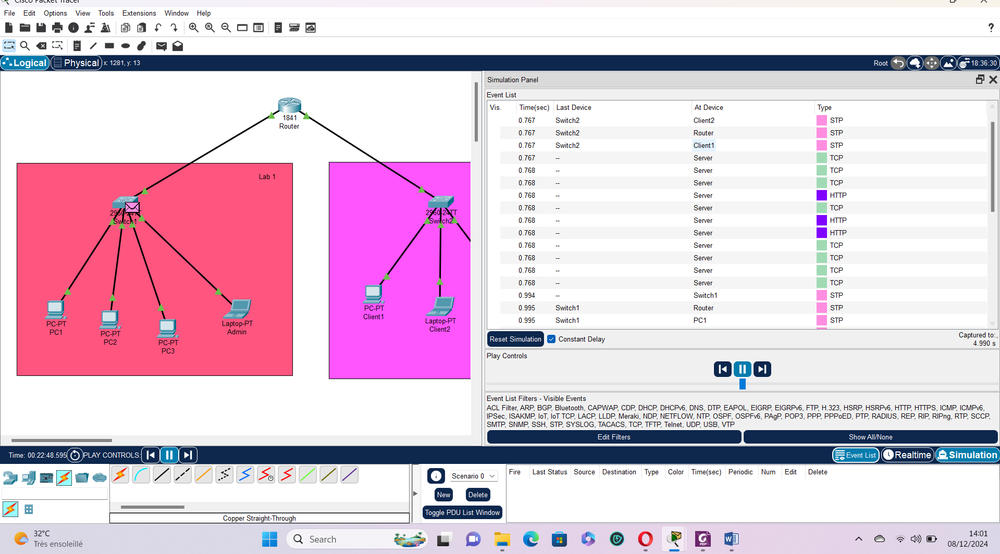 Cisco Packet Tracer
File Edit Options View Tools Extensions Window Help
Logical Physical x: 1281, y: 13 Root 18:36:30
1841
Router
Lab 1
2960-24TT
Switch1
2960-24TT
Switch2
PC-PT
PC1
PC-PT
PC2
PC-PT
PC3
Laptop-PT
Admin
PC-PT
Client1
Laptop-PT
Client2
Simulation Panel
Event List
Vis. Time(sec) Last Device At Device Type
0.767 Switch2 Client2 STP
0.767 Switch2 Router STP
0.767 Switch2 Client1 STP
0.767 -- Server TCP
0.768 -- Server TCP
0.768 -- Server TCP
0.768 -- Server HTTP
0.768 -- Server TCP
0.768 -- Server HTTP
0.768 -- Server HTTP
0.768 -- Server TCP
0.768 -- Server TCP
0.768 -- Server TCP
0.768 -- Server TCP
0.994 -- Switch1 STP
0.995 Switch1 Router STP
0.995 Switch1 PC1 STP
Reset Simulation Constant Delay Captured to:
4.990 s
Play Controls
Event List Filters - Visible Events
ACL Filter, ARP, BGP, Bluetooth, CAPWAP, CDP, DHCP, DHCPv6, DNS, DTP, EAPOL, EIGRP, EIGRPv6, FTP, H.323, HSRP, HSRPv6, HTTP, HTTPS, ICMP, ICMPv6,
IPSec, ISAKMP, IoT, IoT TCP, LACP, LLDP, Meraki, NDP, NETFLOW, NTP, OSPF, OSPFv6, PAgP, POP3, PPP, PPPoED, PTP, RADIUS, REP, RIP, RIPng, RTP, SCCP,
SMTP, SNMP, SSH, STP, SYSLOG, TACACS, TCP, TFTP, Telnet, UDP, USB, VTP
Edit Filters Show All/None
Time: 00:22:48.595 PLAY CONTROLS: Event List Realtime Simulation
Scenario 0
New Delete
Toggle PDU List Window
Fire Last Status Source Destination Type Color Time(sec) Periodic Num Edit Delete
Copper Straight-Through
32°C
Très ensoleillé
Search
PDF
14:01
08/12/2024